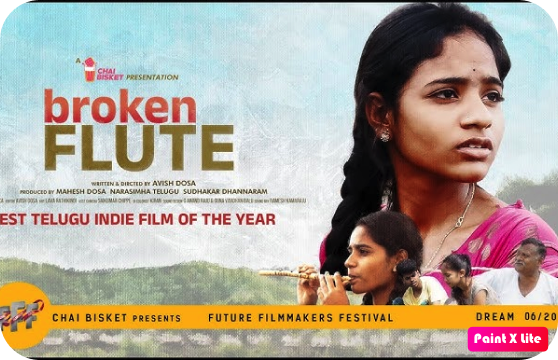 A
CHAI
BISKET PRESENTATION
broken
FLUTE
WRITTEN & DIRECTED BY AVISH DOSA
PRODUCED BY MAHESH DOSA NARASIMHA TELUGU SUDHAKAR DHANNARAM
EST TELUGU INDIE FILM OF THE YEAR
CHAI BISKET PRESENTS FUTURE FILMMAKERS FESTIVAL DREAM 06/20
Paint X Lite